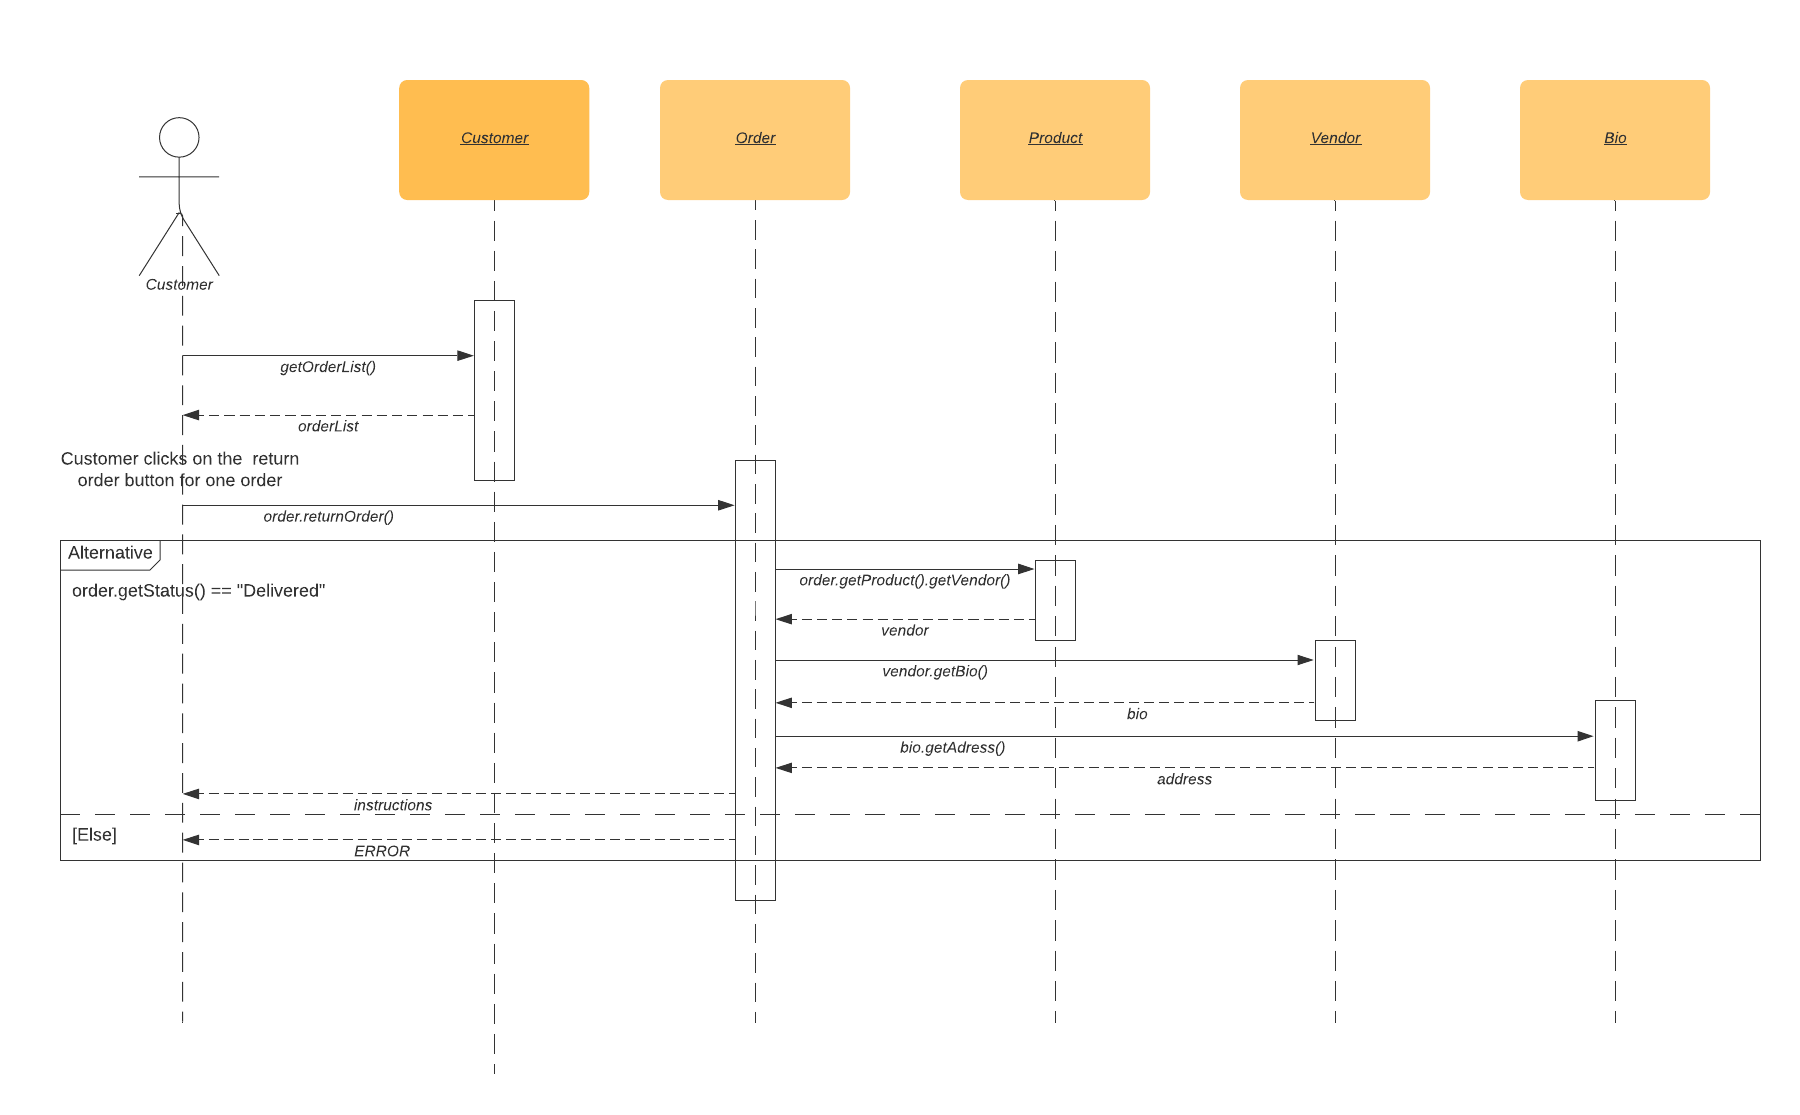 Customer
Order
Product
Vendor
Bio
Customer
getOrderList()
orderList
Customer clicks on the  return
order button for one order
order.returnOrder()
Alternative
order.getProduct().getVendor()
order.getStatus() == "Delivered"
vendor
vendor.getBio()
bio
bio.getAdress()
address
instructions
[Else]
ERROR